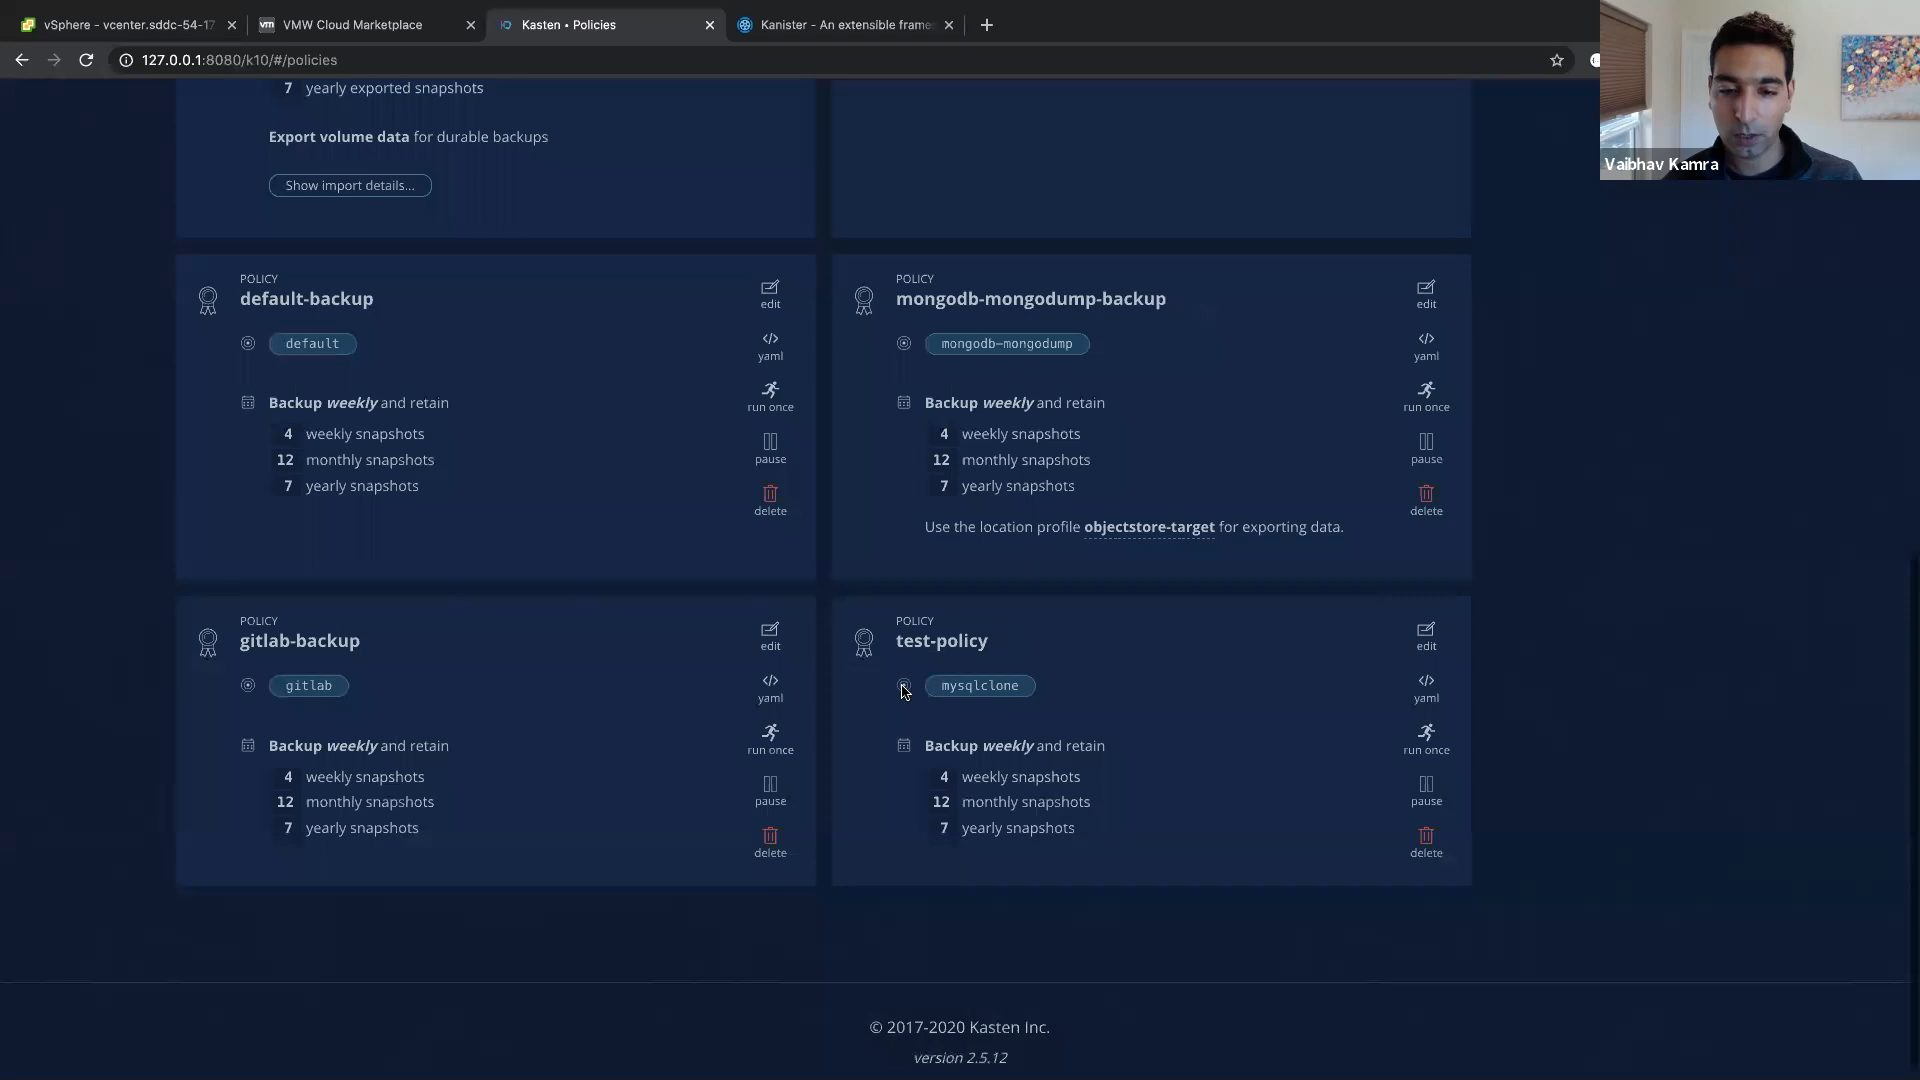 vSphere - vcenter.sddc-54-17
vm VMW Cloud Marketplace
Kasten • Policies
Kanister - An extensible frame
127.0.0.1:8080/k10/#/policies
Vaibhav Kamra
7 yearly exported snapshots
Export volume data for durable backups
Show import details...
POLICY
default-backup
default
Backup weekly and retain
4 weekly snapshots
12 monthly snapshots
7 yearly snapshots
edit
yaml
run once
pause
delete
POLICY
mongodb-mongodump-backup
mongodb-mongodump
Backup weekly and retain
4 weekly snapshots
12 monthly snapshots
7 yearly snapshots
Use the location profile objectstore-target for exporting data.
edit
yaml
run once
pause
delete
POLICY
gitlab-backup
gitlab
Backup weekly and retain
4 weekly snapshots
12 monthly snapshots
7 yearly snapshots
edit
yaml
run once
pause
delete
POLICY
test-policy
mysqlclone
Backup weekly and retain
4 weekly snapshots
12 monthly snapshots
7 yearly snapshots
edit
yaml
run once
pause
delete
© 2017-2020 Kasten Inc.
version 2.5.12